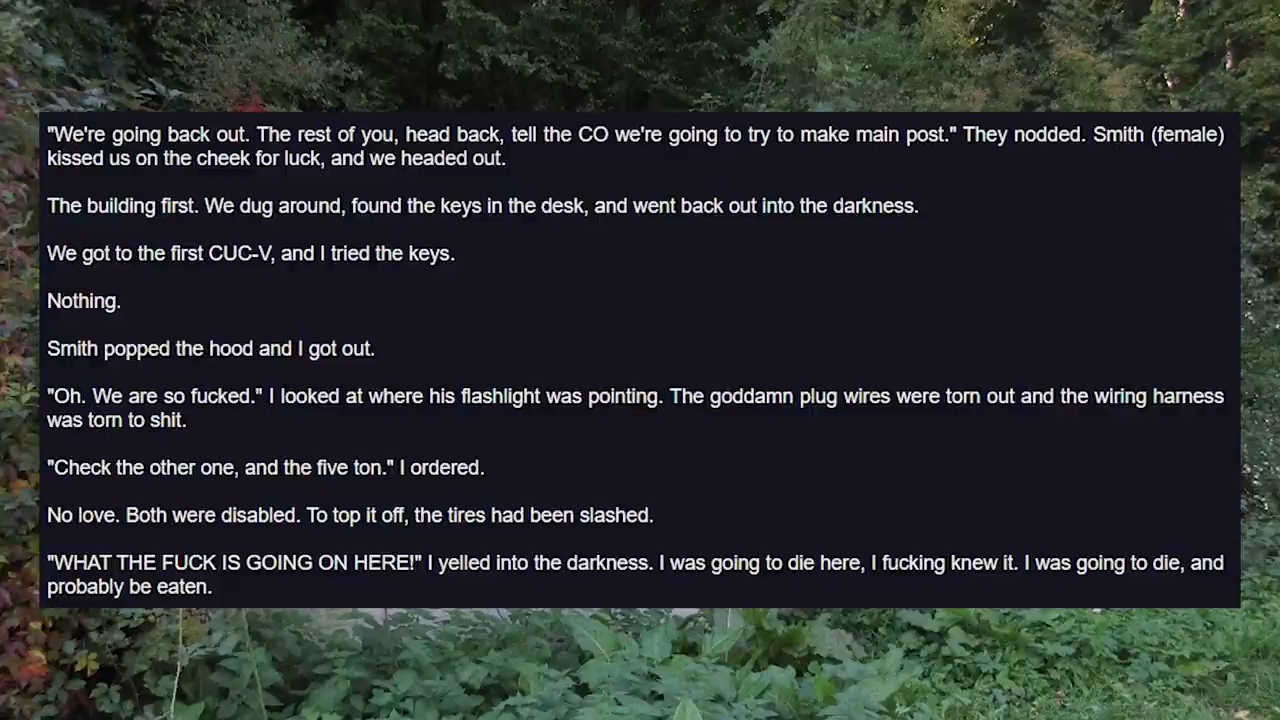 "We're going back out. The rest of you, head back, tell the CO we're going to try to make main post." They nodded. Smith (female)
kissed us on the cheek for luck, and we headed out.
The building first. We dug around, found the keys in the desk, and went back out into the darkness.
We got to the first CUC-V, and I tried the keys.
Nothing.
Smith popped the hood and I got out.
"Oh. We are so fucked." I looked at where his flashlight was pointing. The goddamn plug wires were torn out and the wiring harness
was torn to shit.
"Check the other one, and the five ton." I ordered.
No love. Both were disabled. To top it off, the tires had been slashed.
"WHAT THE FUCK IS GOING ON HERE!" I yelled into the darkness. I was going to die here, I fucking knew it. I was going to die, and
probably be eaten.